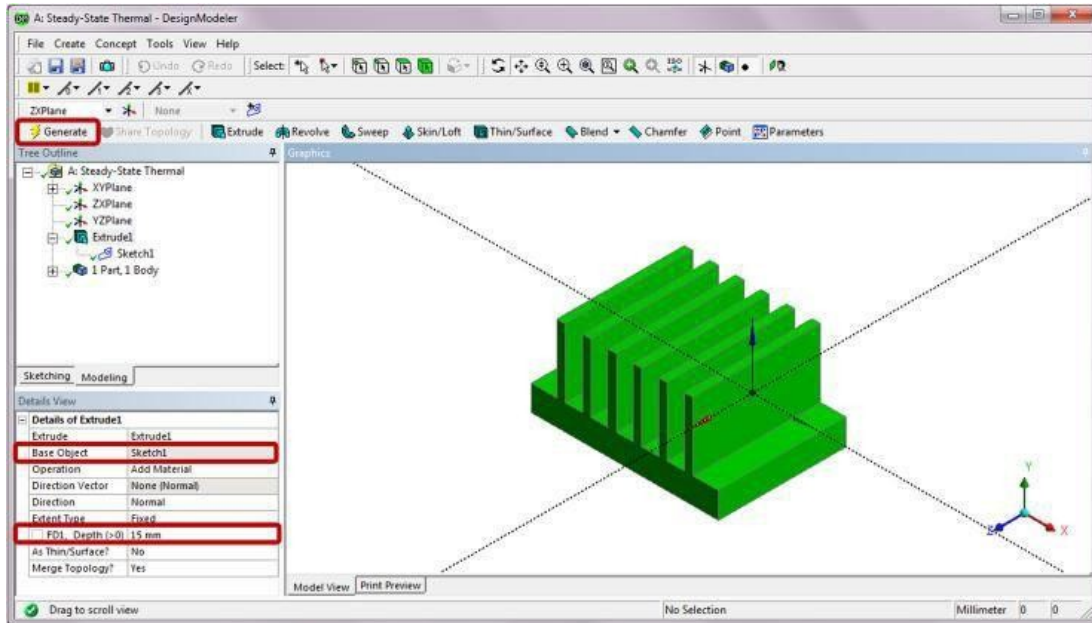 A: Steady-State Thermal - DesignModeler
File Create Concept Tools View Help
Undo Redo Select:
ZXPlane None
Generate Share Topology Extrude Revolve Sweep Skin/Loft Thin/Surface Blend Chamfer Point Parameters
Tree Outline
Graphics
A: Steady-State Thermal
XYPlane
ZXPlane
YZPlane
Extrude1
Sketch1
1 Part, 1 Body
Sketching Modeling
Details View
Details of Extrude1
Extrude Extrude1
Base Object Sketch1
Operation Add Material
Direction Vector None (Normal)
Direction Normal
Extent Type Fixed
FD1, Depth (>0) 15 mm
As Thin/Surface? No
Merge Topology? Yes
Y
Z X
Model View Print Preview
Drag to scroll view No Selection Millimeter 0 0